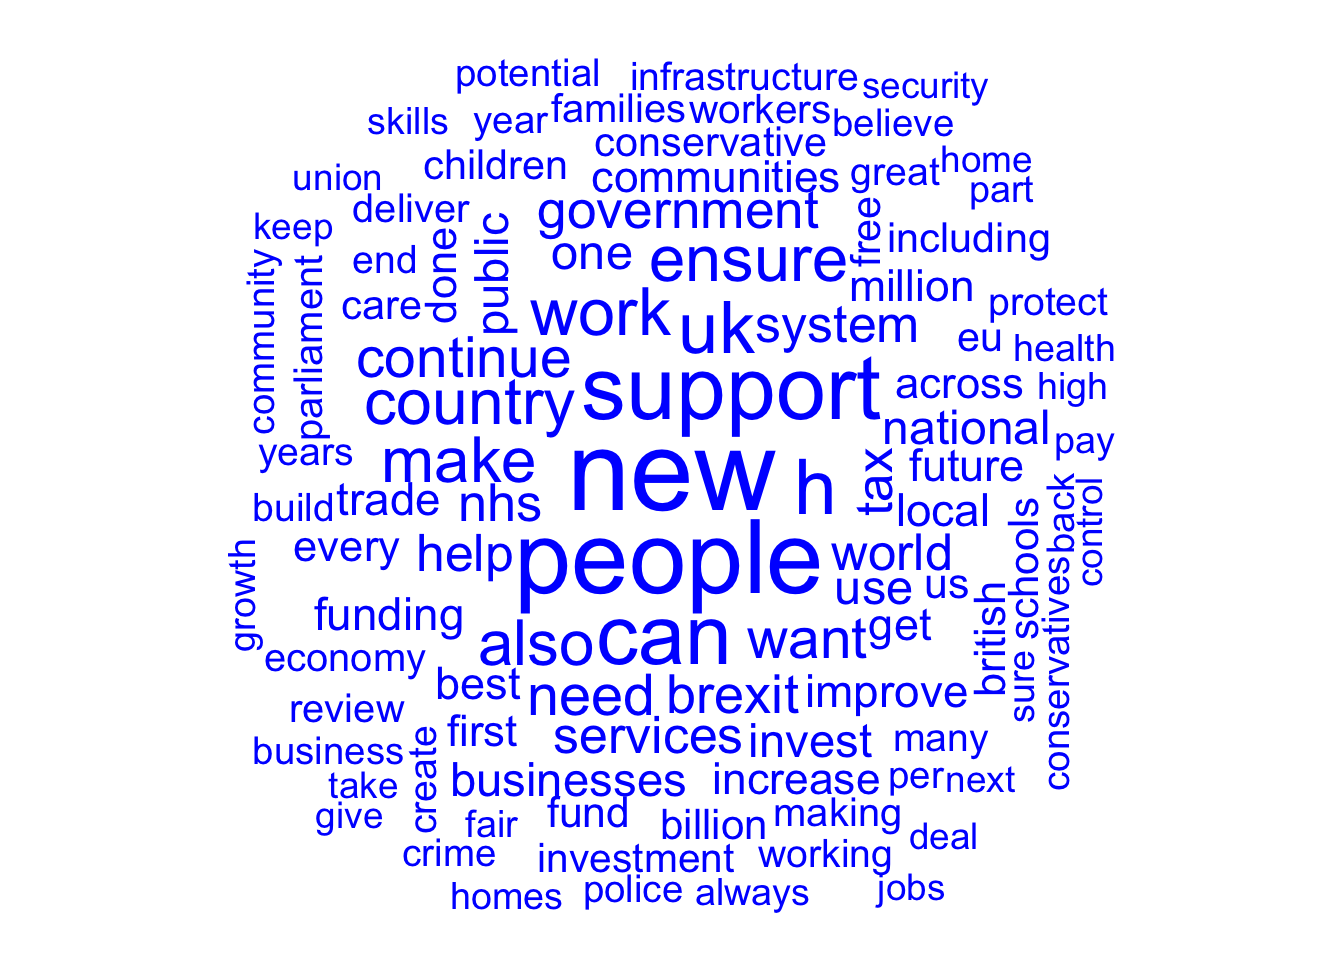 potential infrastructure security
skills year families workers believe
conservative
union children communities great home
part
keep deliver government free
community parliament end done public one ensure including
care work uk system million protect
continue eu health
country support across high
years make new h tax national pay
build trade nhs future
local back control
growth every help people world
use us british schools
funding also can want get sure conservatives
economy
best need brexit improve
review
business create first services invest many
take businesses increase per next
give fair fund billion making
crime investment working deal
homes police always jobs